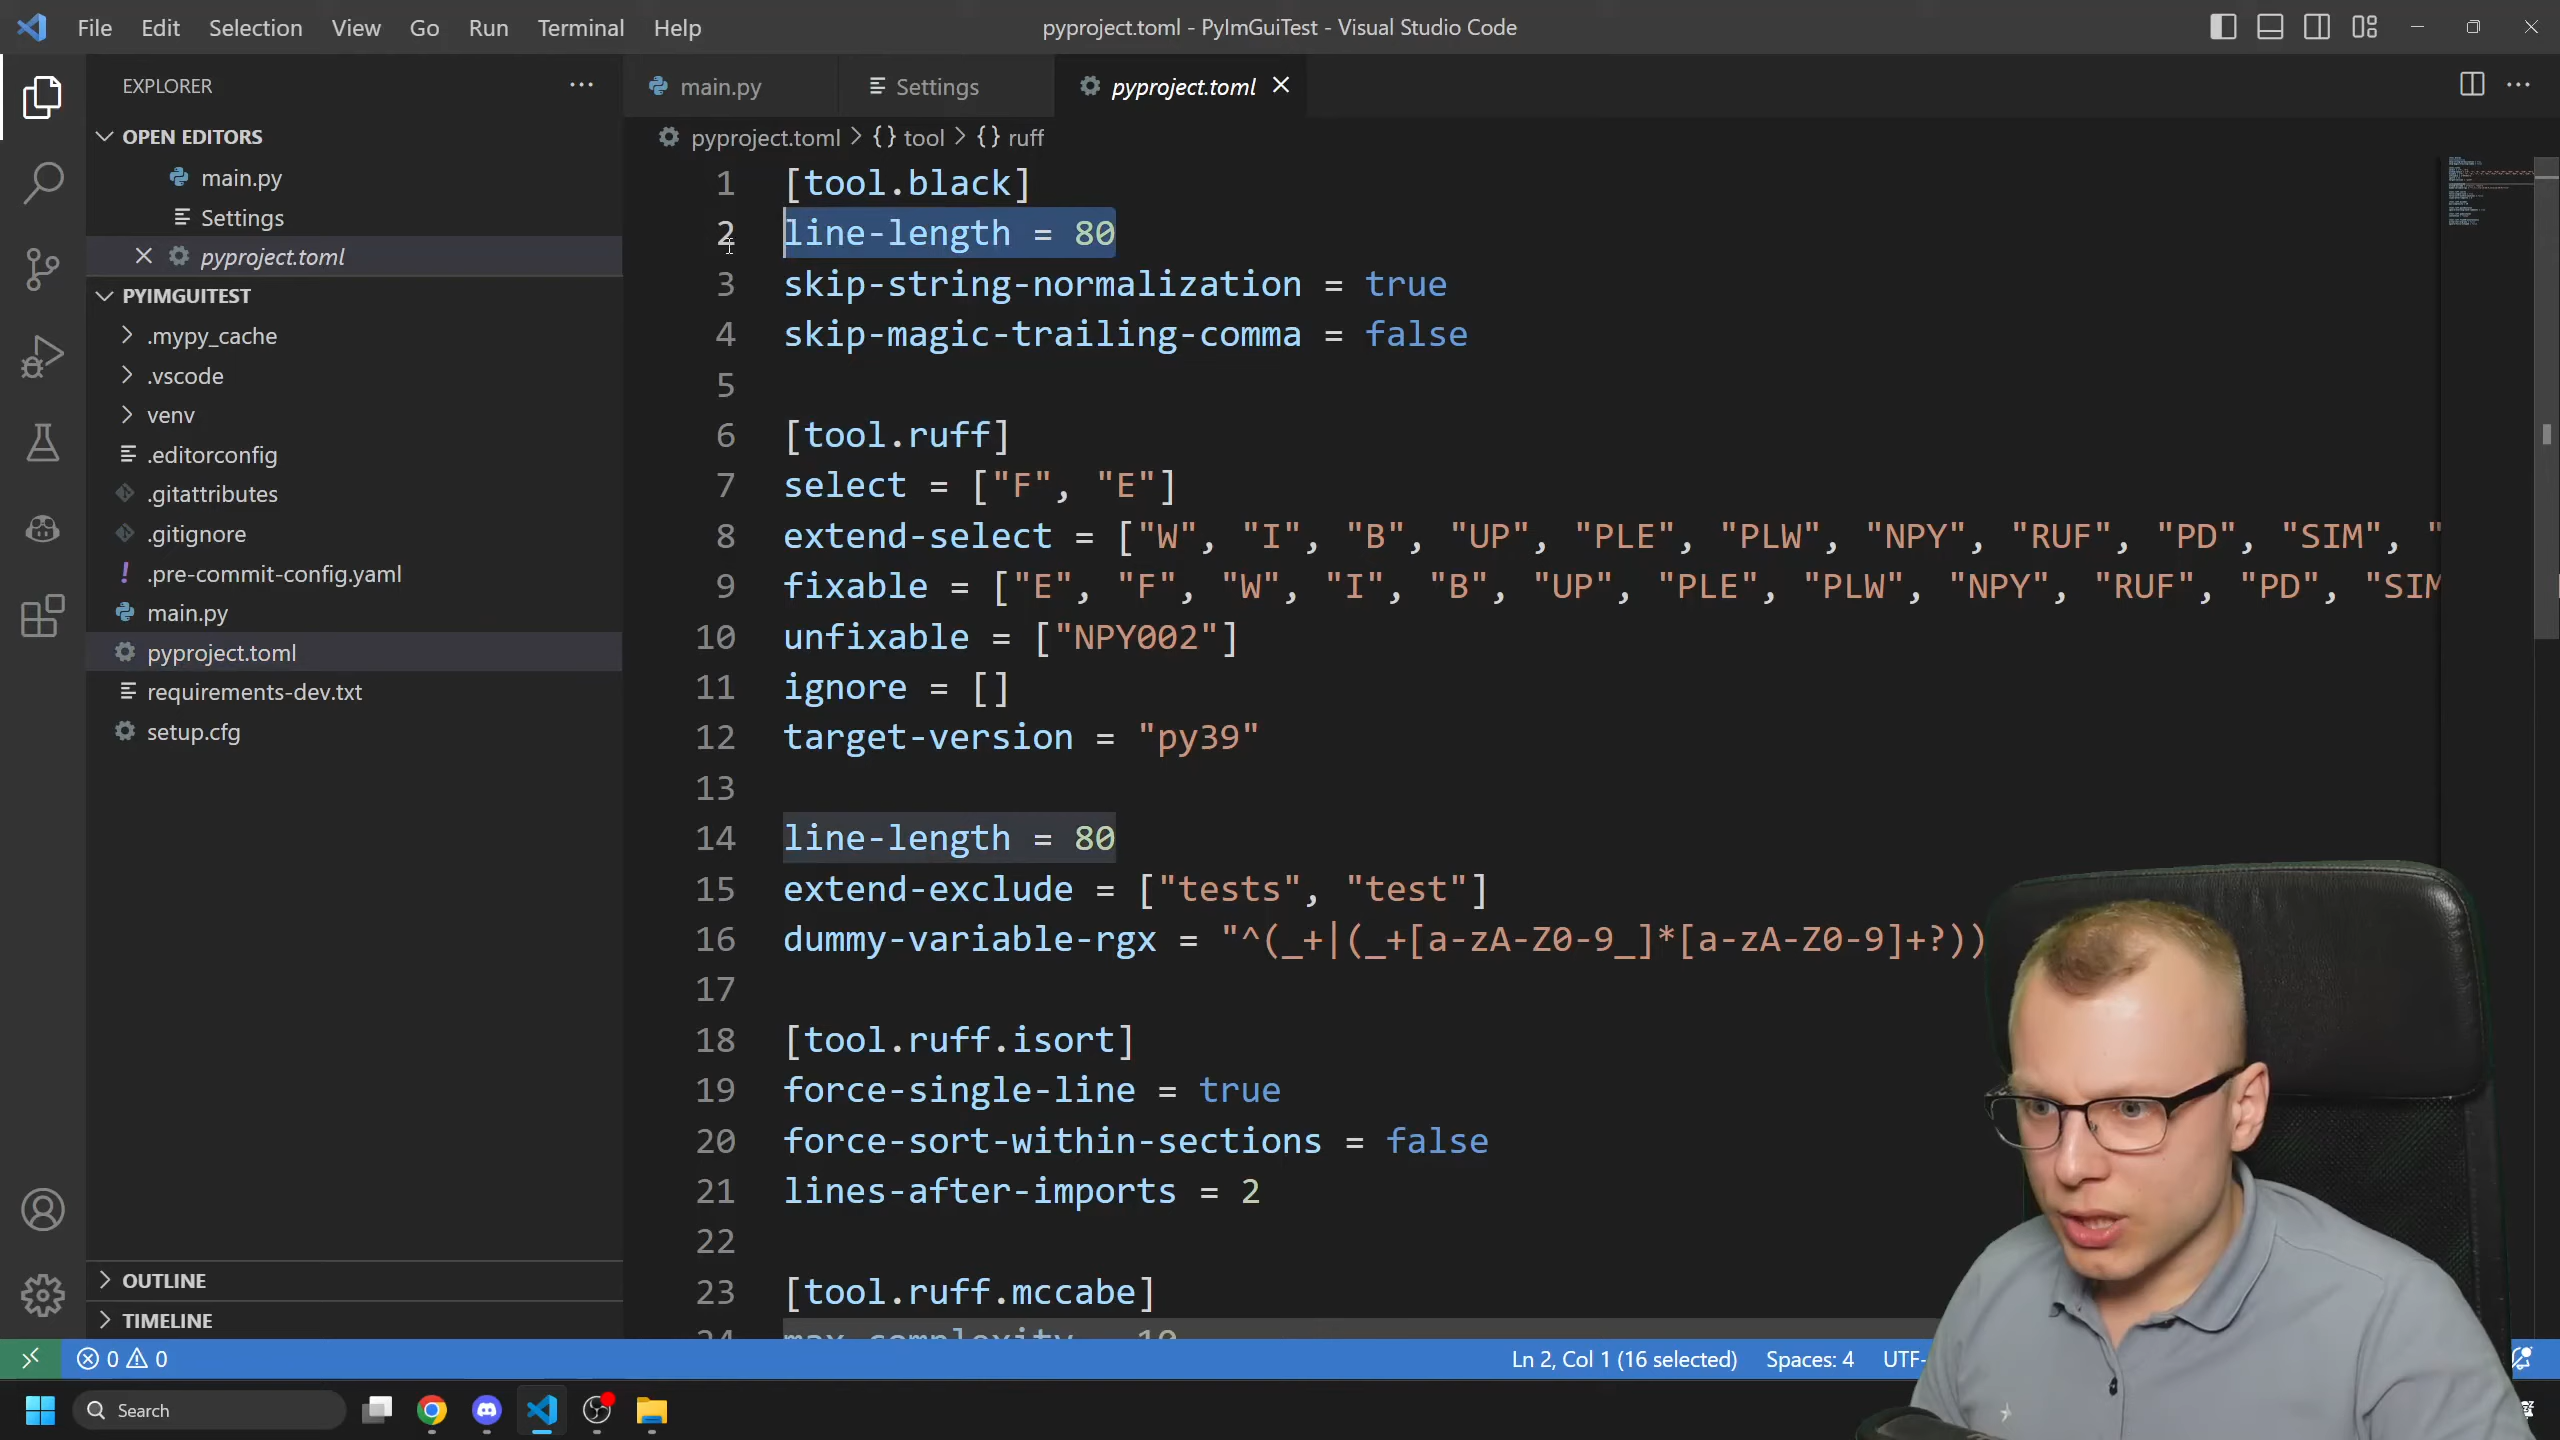 File Edit Selection View Go Run Terminal Help
pyproject.toml - PyImGuiTest - Visual Studio Code
EXPLORER
OPEN EDITORS
main.py
Settings
pyproject.toml
PYIMGUITEST
.mypy_cache
.vscode
venv
.editorconfig
.gitattributes
.gitignore
.pre-commit-config.yaml
main.py
pyproject.toml
requirements-dev.txt
setup.cfg
OUTLINE
TIMELINE
main.py Settings pyproject.toml
pyproject.toml > {} tool > {} ruff
1 [tool.black]
2 line-length = 80
3 skip-string-normalization = true
4 skip-magic-trailing-comma = false
5
6 [tool.ruff]
7 select = ["F", "E"]
8 extend-select = ["W", "I", "B", "UP", "PLE", "PLW", "NPY", "RUF", "PD", "SIM", "
9 fixable = ["E", "F", "W", "I", "B", "UP", "PLE", "PLW", "NPY", "RUF", "PD", "SIM
10 unfixable = ["NPY002"]
11 ignore = []
12 target-version = "py39"
13
14 line-length = 80
15 extend-exclude = ["tests", "test"]
16 dummy-variable-rgx = "^(_+|(_+[a-zA-Z0-9_]*[a-zA-Z0-9]+?))
17
18 [tool.ruff.isort]
19 force-single-line = true
20 force-sort-within-sections = false
21 lines-after-imports = 2
22
23 [tool.ruff.mccabe]
24 max-complexity = 10
0 0 Ln 2, Col 1 (16 selected) Spaces: 4 UTF-
Search